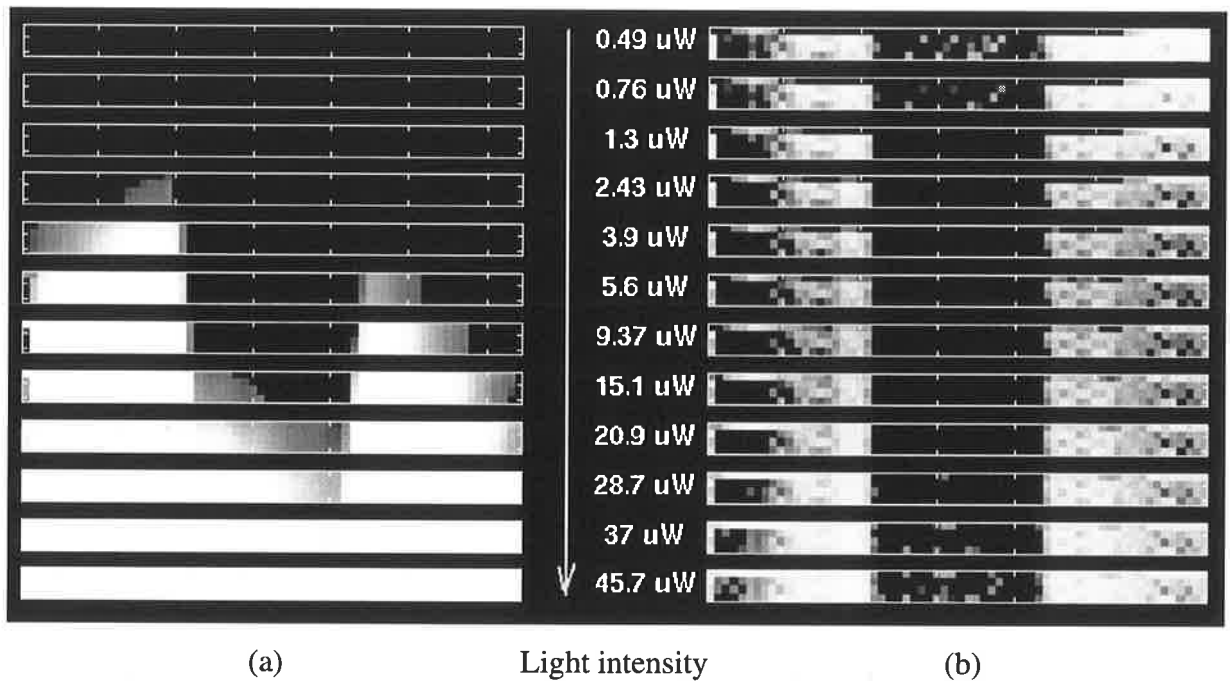 0.49 uW
0.76 uW
1.3 uW
2.43 uW
3.9 uW
5.6 uW
9.37 uW
15.1 uW
20.9 uW
28.7 uW
37 uW
45.7 uW
(a) Light intensity (b)